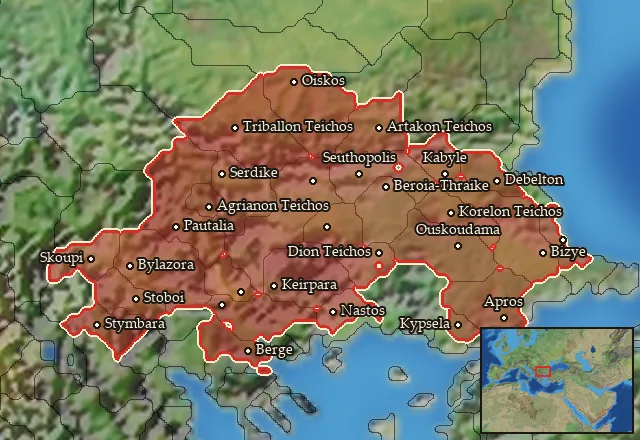 Oiskos
Triballon Teichos
Artakon Teichos
Seuthopolis
Kabyle
Serdike
Beroia-Thraike
Debelton
Agrianon Teichos
Korelon Teichos
Pautalia
Ouskoudama
Skoupi
Dion Teichos
Bizye
Bylazora
Keirpara
Stoboi
Apros
Nastos
Stymbara
Kypsela
Berge